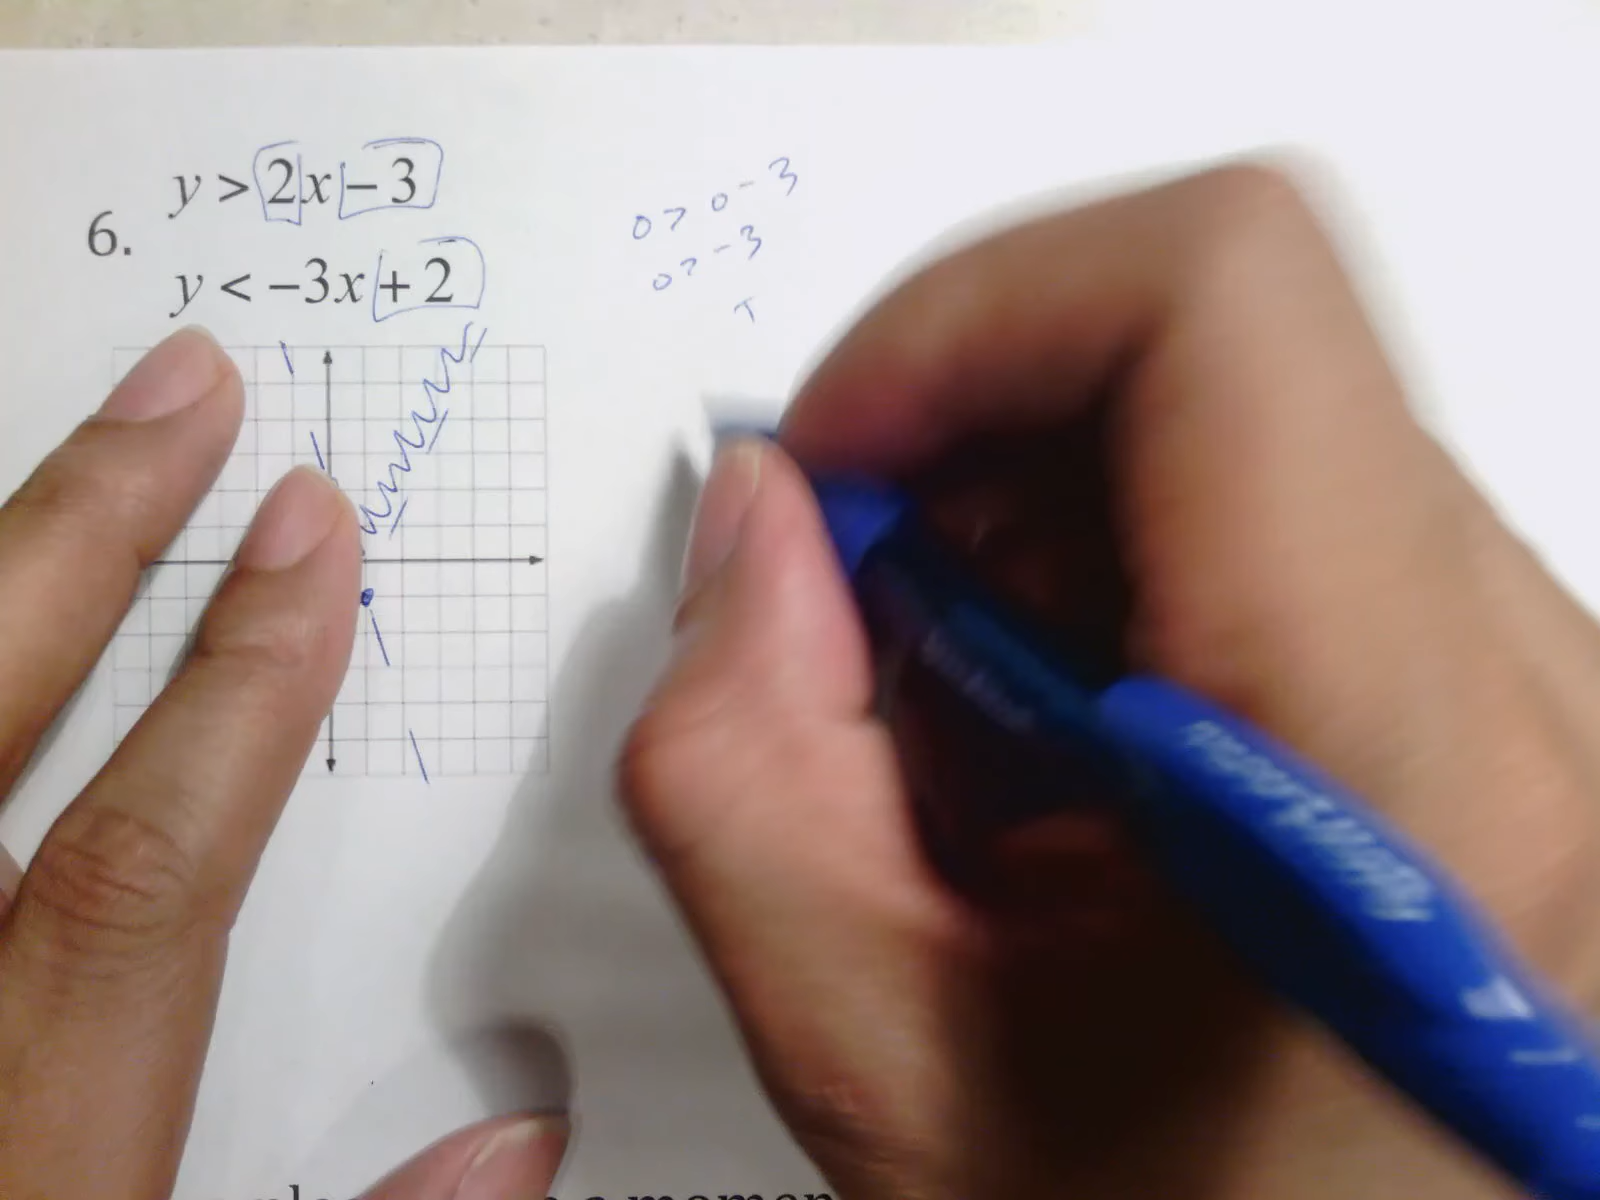 y > 2x − 3
6.
y < −3x + 2
0 > 0 - 3
0 > -3
T